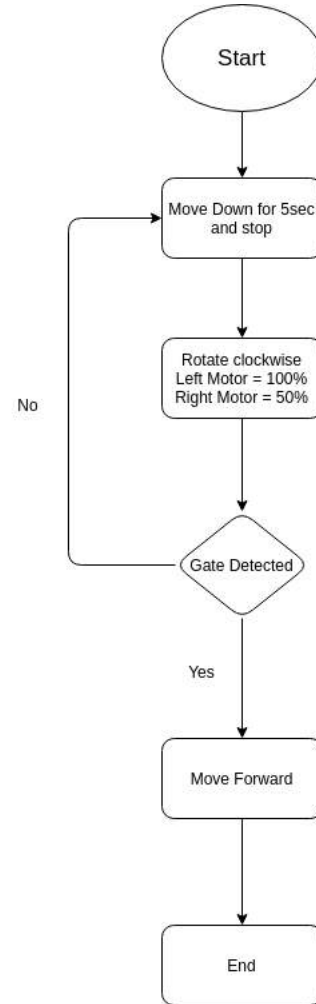 Start
Move Down for 5sec
and stop
Rotate clockwise
Left Motor = 100%
Right Motor = 50%
No
Gate Detected
Yes
Move Forward
End